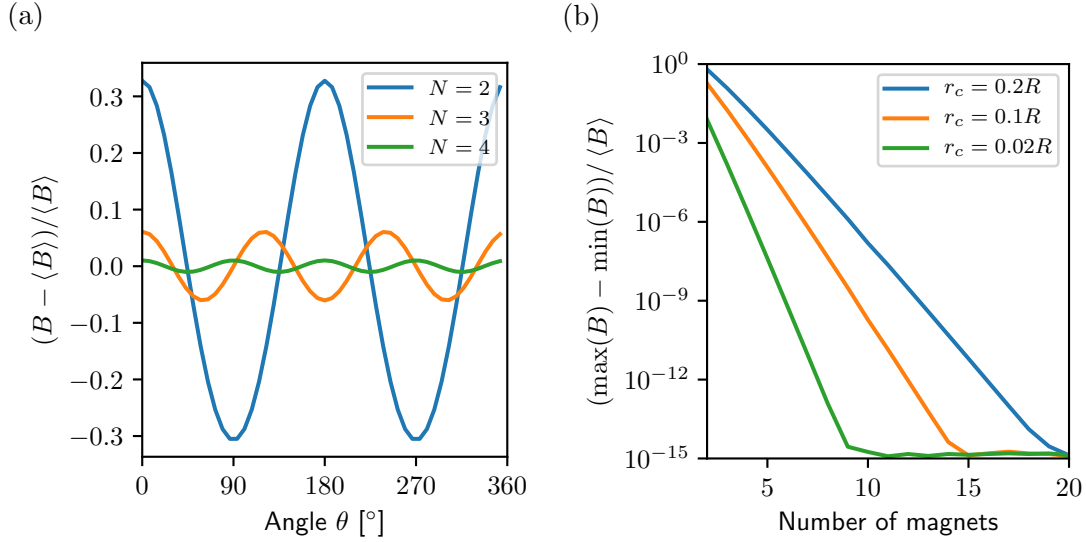 (a)
(B − ⟨B⟩)/⟨B⟩
0.3
0.2
0.1
0.0
−0.1
−0.2
−0.3
N = 2
N = 3
N = 4
0 90 180 270 360
Angle θ [°]
(b)
(max(B) − min(B))/ ⟨B⟩
10⁰
10⁻³
10⁻⁶
10⁻⁹
10⁻¹²
10⁻¹⁵
r_c = 0.2R
r_c = 0.1R
r_c = 0.02R
5 10 15 20
Number of magnets